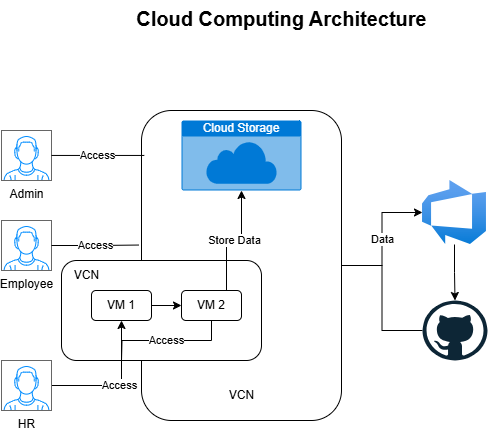 Cloud Computing Architecture
Cloud Storage
Access
Admin
Access
Store Data
Data
Employee
VCN
VM 1
VM 2
Access
Access
VCN
HR